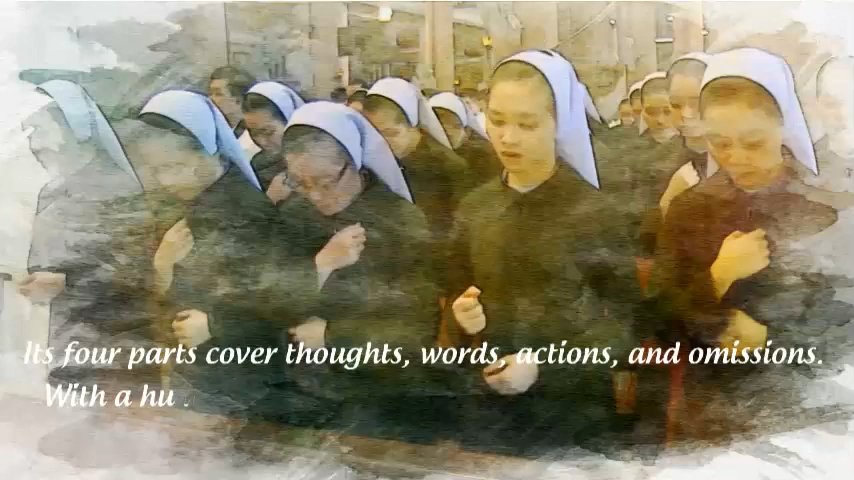 Its four parts cover thoughts, words, actions, and omissions.
With a hu